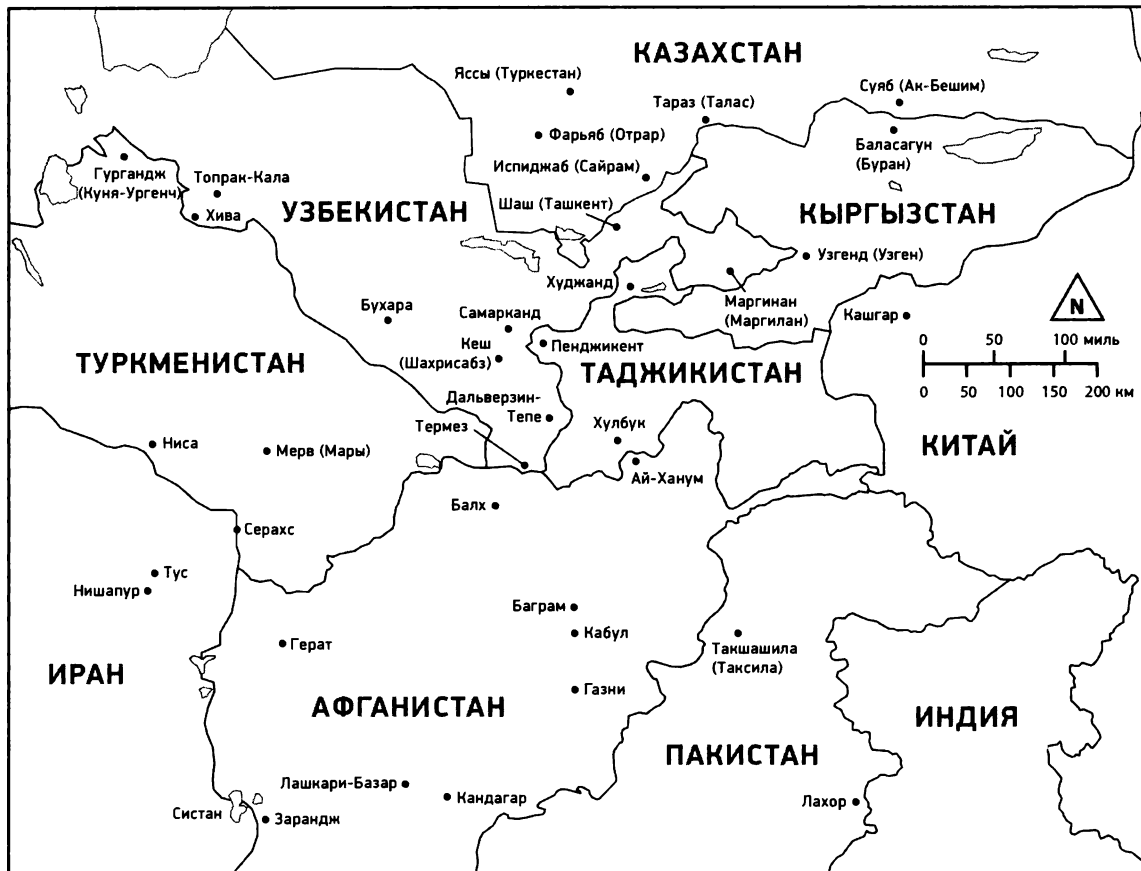 КАЗАХСТАН
Яссы (Туркестан)
Суяб (Ак-Бешим)
Тараз (Талас)
Фарьяб (Отрар)
Баласагун
(Буран)
Гургандж
(Куня-Ургенч)
Топрак-Кала
Испиджаб (Сайрам)
Хива
УЗБЕКИСТАН
Шаш (Ташкент)
КЫРГЫЗСТАН
Узгенд (Узген)
Худжанд
Маргинан
(Маргилан)
Бухара
Самарканд
Кашгар
N
0 50 100 миль
0 50 100 150 200 км
Кеш
(Шахрисабз)
Пенджикент
ТУРКМЕНИСТАН
ТАДЖИКИСТАН
Дальверзин-
Тепе
Термез
Хулбук
КИТАЙ
Ниса
Мерв (Мары)
Ай-Ханум
Балх
Серахс
Тус
Нишапур
Баграм
Кабул
Герат
Такшашила
(Таксила)
ИРАН
Газни
АФГАНИСТАН
ИНДИЯ
ПАКИСТАН
Лашкари-Базар
Кандагар
Лахор
Систан
Зарандж